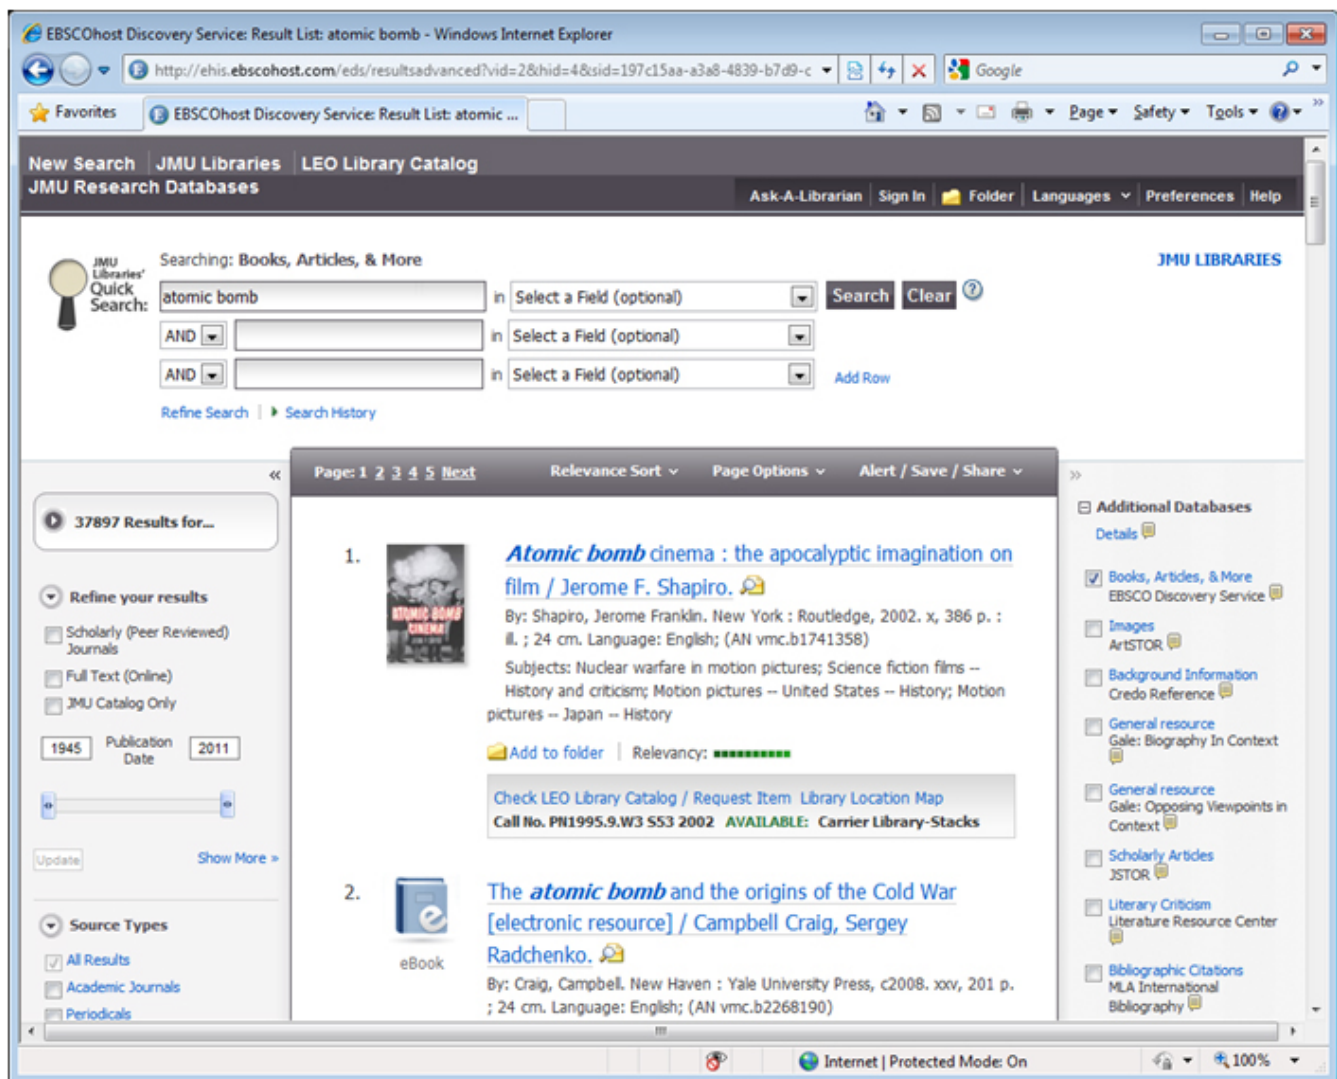 EBSCOhost Discovery Service: Result List: atomic bomb - Windows Internet Explorer
http://ehis.ebscohost.com/eds/resultsadvanced?vid=2&hid=4&sid=197c15aa-a3a8-4839-b7d9-c
Google
Favorites
EBSCOhost Discovery Service: Result List: atomic ...
Page
Safety
Tools
New Search
JMU Libraries
LEO Library Catalog
JMU Research Databases
Ask-A-Librarian
Sign In
Folder
Languages
Preferences
Help
JMU
Libraries'
Quick
Search:
Searching: Books, Articles, & More
JMU LIBRARIES
atomic bomb
in
Select a Field (optional)
Search
Clear
AND
in
Select a Field (optional)
AND
in
Select a Field (optional)
Add Row
Refine Search
Search History
37897 Results for...
Refine your results
Scholarly (Peer Reviewed)
Journals
Full Text (Online)
JMU Catalog Only
1945
Publication
Date
2011
Update
Show More »
Source Types
All Results
Academic Journals
Periodicals
Page: 1 2 3 4 5 Next
Relevance Sort
Page Options
Alert / Save / Share
1.
ATOMIC BOMB
CINEMA
Atomic bomb cinema : the apocalyptic imagination on
film / Jerome F. Shapiro.
By: Shapiro, Jerome Franklin. New York : Routledge, 2002. x, 386 p. :
ill. ; 24 cm. Language: English; (AN vmc.b1741358)
Subjects: Nuclear warfare in motion pictures; Science fiction films --
History and criticism; Motion pictures -- United States -- History; Motion
pictures -- Japan -- History
Add to folder
Relevancy:
Check LEO Library Catalog / Request Item Library Location Map
Call No. PN1995.9.W3 S53 2002 AVAILABLE: Carrier Library-Stacks
2.
eBook
The atomic bomb and the origins of the Cold War
[electronic resource] / Campbell Craig, Sergey
Radchenko.
By: Craig, Campbell. New Haven : Yale University Press, c2008. xxv, 201 p.
; 24 cm. Language: English; (AN vmc.b2268190)
Additional Databases
Details
Books, Articles, & More
EBSCO Discovery Service
Images
ArtSTOR
Background Information
Credo Reference
General resource
Gale: Biography In Context
General resource
Gale: Opposing Viewpoints in
Context
Scholarly Articles
JSTOR
Literary Criticism
Literature Resource Center
Bibliographic Citations
MLA International
Bibliography
Internet | Protected Mode: On
100%